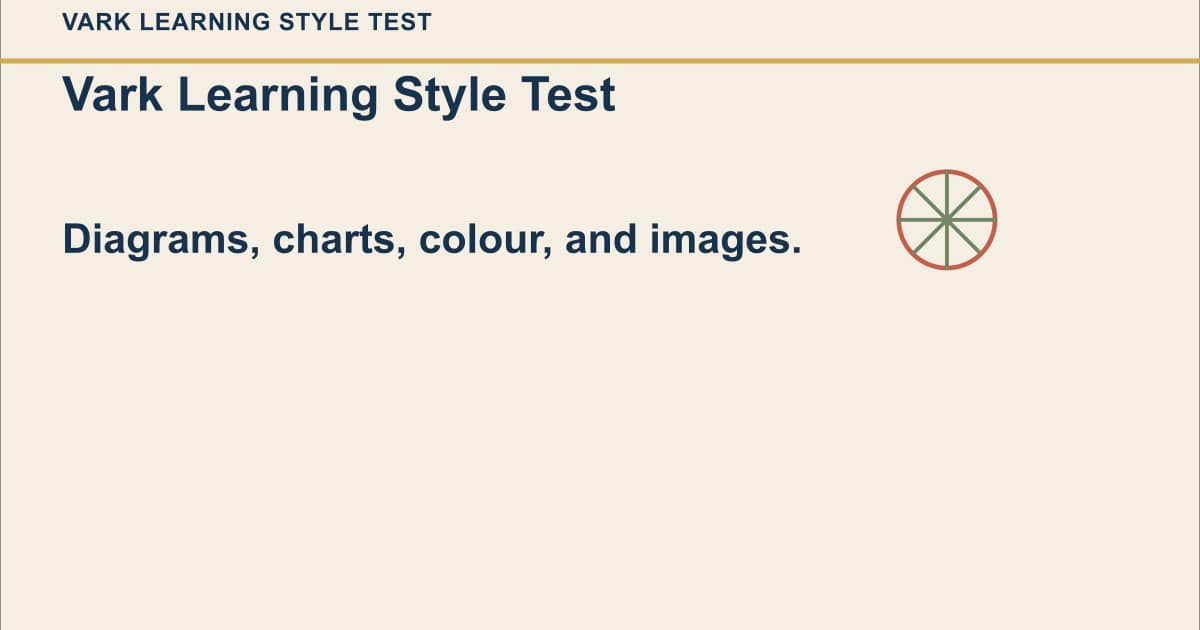 VARK LEARNING STYLE TEST
Vark Learning Style Test
Diagrams, charts, colour, and images.